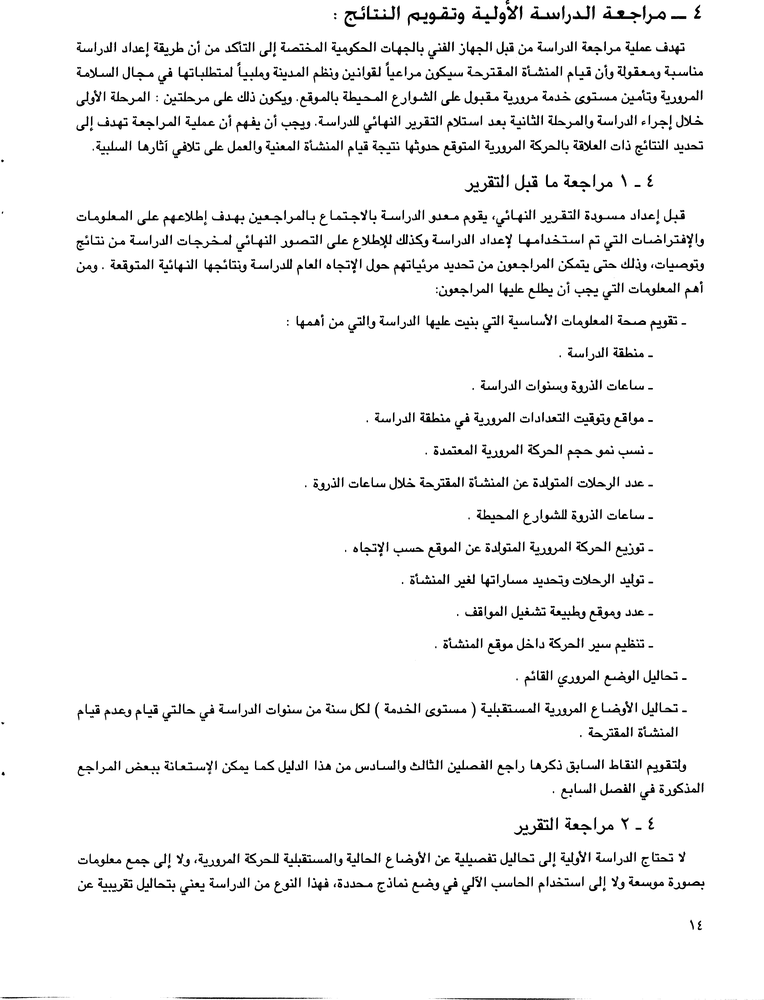 ٤ ــ مراجعة الدراسة الأولية وتقويم النتائج :
تهدف عملية مراجعة الدراسة من قبل الجهاز الفني بالجهات الحكومية المختصة إلى التأكد من أن طريقة إعداد الدراسة
مناسبة ومعقولة وأن قيام المنشأة المقترحة سيكون مراعياً لقوانين ونظم المدينة وملبياً لمتطلباتها في مجال السلامة
المرورية وتأمين مستوى خدمة مرورية مقبول على الشوارع المحيطة بالموقع. ويكون ذلك على مرحلتين : المرحلة الأولى
خلال إجراء الدراسة والمرحلة الثانية بعد استلام التقرير النهائي للدراسة. ويجب أن يفهم أن عملية المراجعة تهدف إلى
تحديد النتائج ذات العلاقة بالحركة المرورية المتوقع حدوثها نتيجة قيام المنشأة المعنية والعمل على تلافي آثارها السلبية.
٤ ـ ١ مراجعة ما قبل التقرير
قبل إعداد مسودة التقرير النهائي، يقوم معدو الدراسة بالاجتماع بالمراجعين بهدف إطلاعهم على المعلومات
والإفتراضات التي تم استخدامها لإعداد الدراسة وكذلك للإطلاع على التصور النهائي لمخرجات الدراسة من نتائج
وتوصيات، وذلك حتى يتمكن المراجعون من تحديد مرئياتهم حول الإتجاه العام للدراسة ونتائجها النهائية المتوقعة . ومن
أهم المعلومات التي يجب أن يطلع عليها المراجعون:
ـ تقويم صحة المعلومات الأساسية التي بنيت عليها الدراسة والتي من أهمها :
ـ منطقة الدراسة .
ـ ساعات الذروة وسنوات الدراسة .
ـ مواقع وتوقيت التعدادات المرورية في منطقة الدراسة .
ـ نسب نمو حجم الحركة المرورية المعتمدة .
ـ عدد الرحلات المتولدة عن المنشأة المقترحة خلال ساعات الذروة .
ـ ساعات الذروة للشوارع المحيطة .
ـ توزيع الحركة المرورية المتولدة عن الموقع حسب الإتجاه .
ـ توليد الرحلات وتحديد مساراتها لغير المنشأة .
ـ عدد وموقع وطبيعة تشغيل المواقف .
ـ تنظيم سير الحركة داخل موقع المنشأة .
ـ تحاليل الوضع المروري القائم .
ـ تحاليل الأوضاع المرورية المستقبلية ( مستوى الخدمة ) لكل سنة من سنوات الدراسة في حالتي قيام وعدم قيام
المنشأة المقترحة .
ولتقويم النقاط السابق ذكرها راجع الفصلين الثالث والسادس من هذا الدليل كما يمكن الإستعانة ببعض المراجع
المذكورة في الفصل السابع .
٤ ـ ٢ مراجعة التقرير
لا تحتاج الدراسة الأولية إلى تحاليل تفصيلية عن الأوضاع الحالية والمستقبلية للحركة المرورية، ولا إلى جمع معلومات
بصورة موسعة ولا إلى استخدام الحاسب الآلي في وضع نماذج محددة، فهذا النوع من الدراسة يعني بتحاليل تقريبية عن
١٤